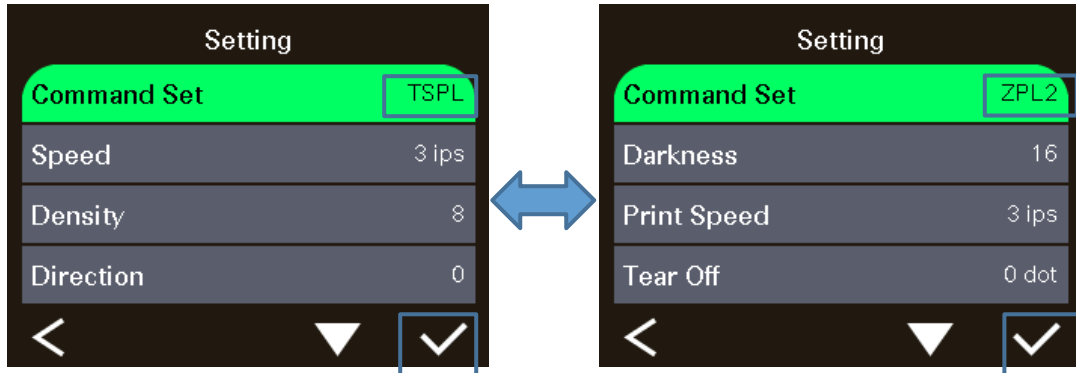 Setting
Command Set TSPL
Speed 3 ips
Density 8
Direction 0
Setting
Command Set ZPL2
Darkness 16
Print Speed 3 ips
Tear Off 0 dot